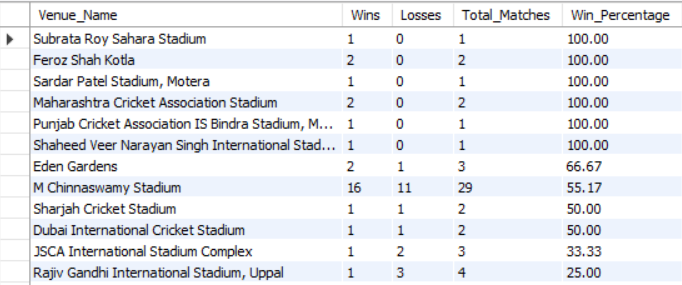 Venue_Name Wins Losses Total_Matches Win_Percentage
Subrata Roy Sahara Stadium 1 0 1 100.00
Feroz Shah Kotla 2 0 2 100.00
Sardar Patel Stadium, Motera 1 0 1 100.00
Maharashtra Cricket Association Stadium 2 0 2 100.00
Punjab Cricket Association IS Bindra Stadium, M... 1 0 1 100.00
Shaheed Veer Narayan Singh International Stad... 1 0 1 100.00
Eden Gardens 2 1 3 66.67
M Chinnaswamy Stadium 16 11 29 55.17
Sharjah Cricket Stadium 1 1 2 50.00
Dubai International Cricket Stadium 1 1 2 50.00
JSCA International Stadium Complex 1 2 3 33.33
Rajiv Gandhi International Stadium, Uppal 1 3 4 25.00